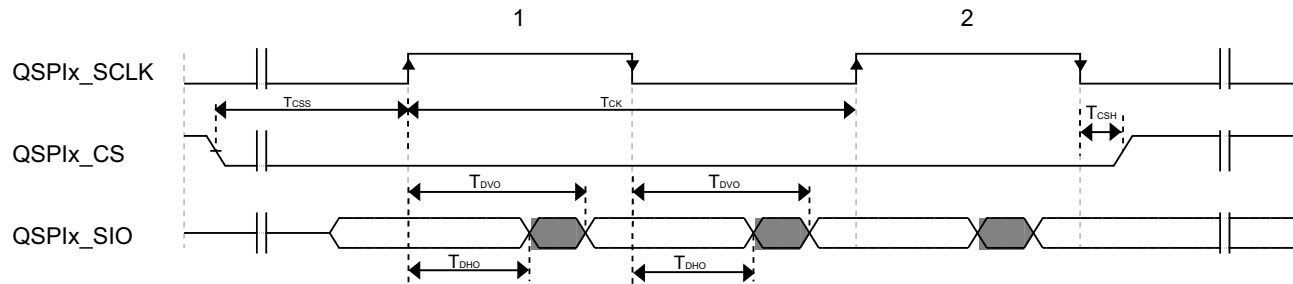 1 2
QSPIx_SCLK
TCSS TCK
TCSH
QSPIx_CS
TDVO TDVO
QSPIx_SIO
TDHO TDHO